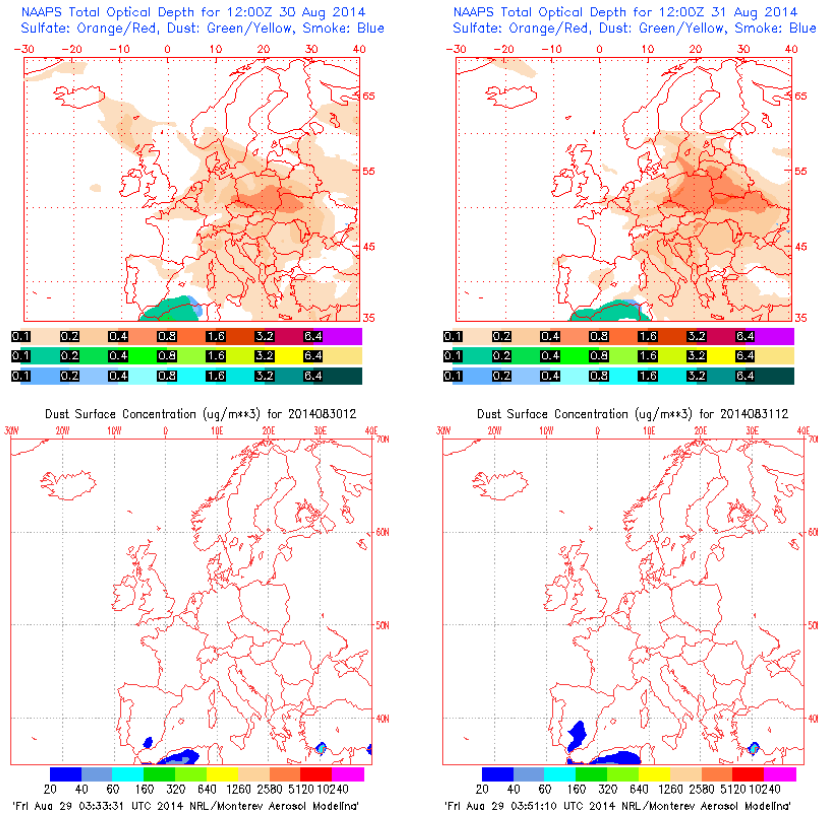 NAAPS Total Optical Depth for 12:00Z 30 Aug 2014
Sulfate: Orange/Red, Dust: Green/Yellow, Smoke: Blue
-30 -20 -10 0 10 20 30 40
65
55
45
35
0.1 0.2 0.4 0.8 1.6 3.2 6.4
0.1 0.2 0.4 0.8 1.6 3.2 6.4
0.1 0.2 0.4 0.8 1.6 3.2 6.4
NAAPS Total Optical Depth for 12:00Z 31 Aug 2014
Sulfate: Orange/Red, Dust: Green/Yellow, Smoke: Blue
-30 -20 -10 0 10 20 30 40
65
55
45
35
0.1 0.2 0.4 0.8 1.6 3.2 6.4
0.1 0.2 0.4 0.8 1.6 3.2 6.4
0.1 0.2 0.4 0.8 1.6 3.2 6.4
Dust Surface Concentration (ug/m**3) for 2014083012
30W 20W 10W 0 10E 20E 30E 40E
70N
60N
50N
40N
20 40 60 160 320 640 1260 2580 5120 10240
'Fri Aug 29 03:33:31 UTC 2014 NRL/Monterey Aerosol Modeling'
Dust Surface Concentration (ug/m**3) for 2014083112
30W 20W 10W 0 10E 20E 30E 40E
70N
60N
50N
40N
20 40 60 160 320 640 1260 2580 5120 10240
'Fri Aug 29 03:51:10 UTC 2014 NRL/Monterey Aerosol Modeling'